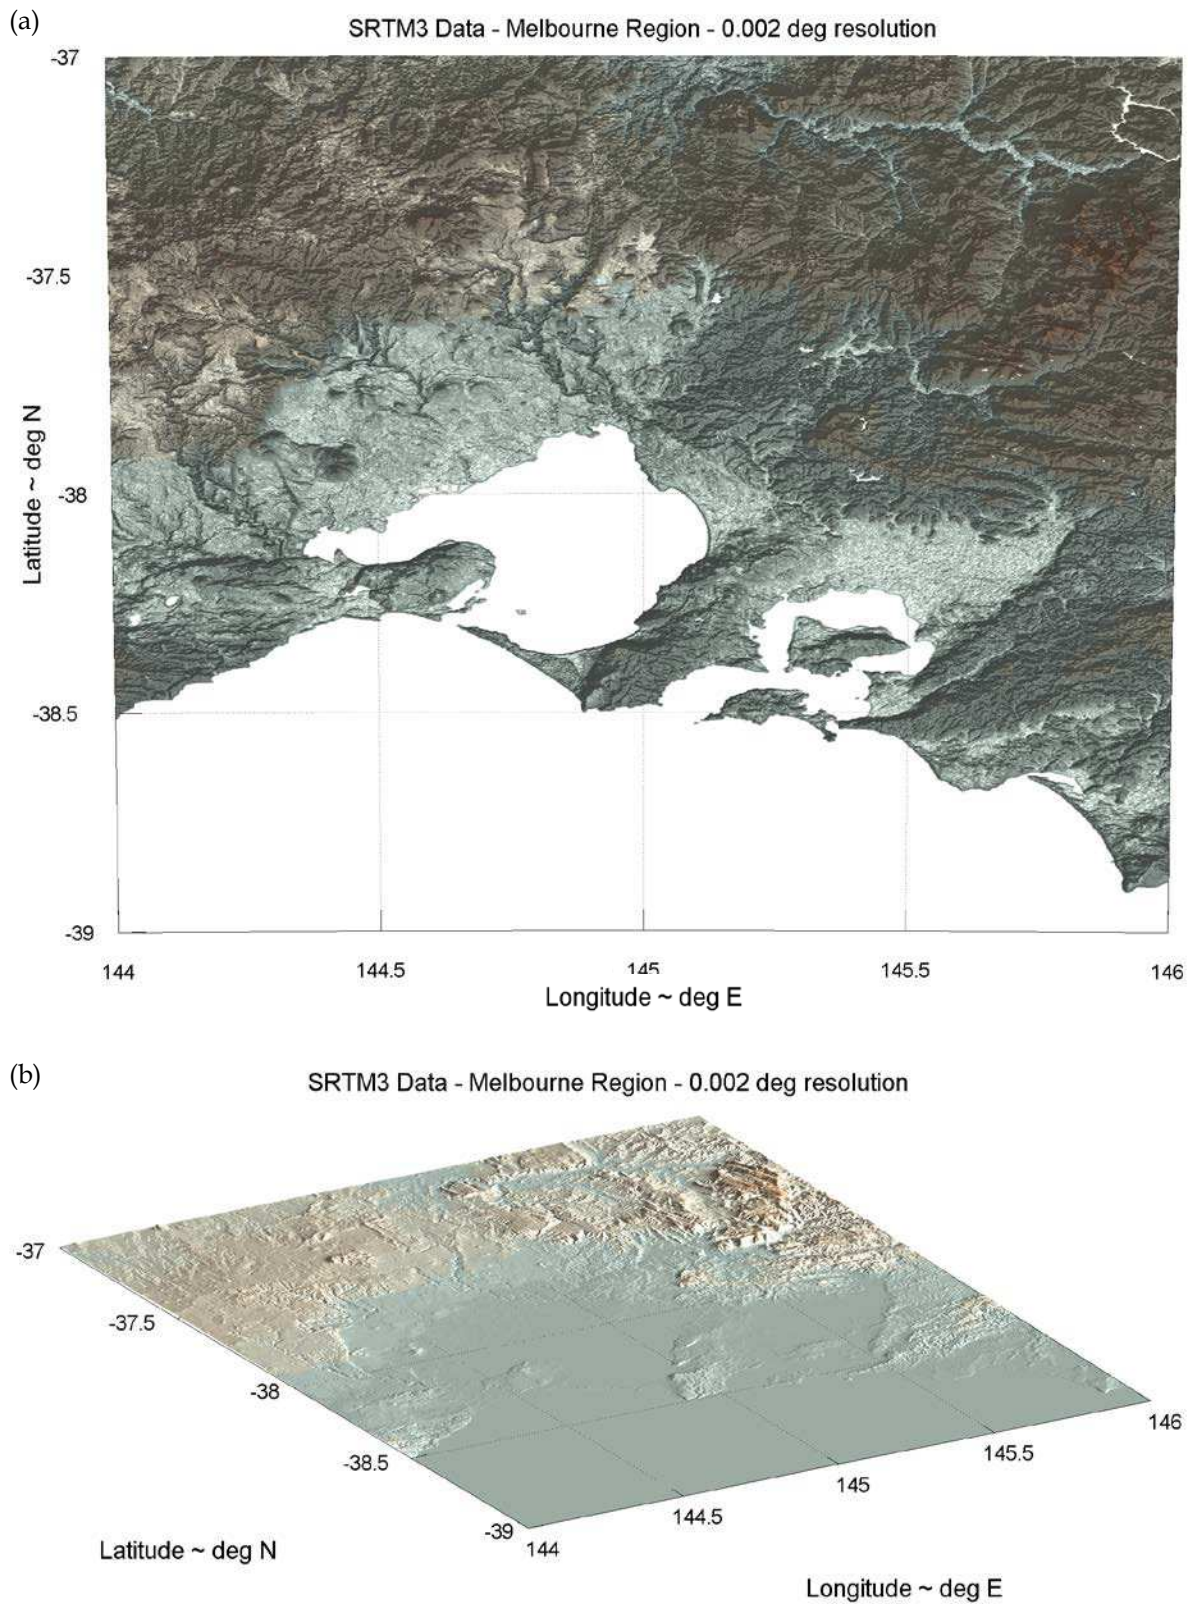 (a)
SRTM3 Data - Melbourne Region - 0.002 deg resolution
-37
-37.5
-38
-38.5
-39
Latitude ~ deg N
144
144.5
145
145.5
146
Longitude ~ deg E
(b)
SRTM3 Data - Melbourne Region - 0.002 deg resolution
-37
-37.5
-38
-38.5
-39
144
144.5
145
145.5
146
Latitude ~ deg N
Longitude ~ deg E